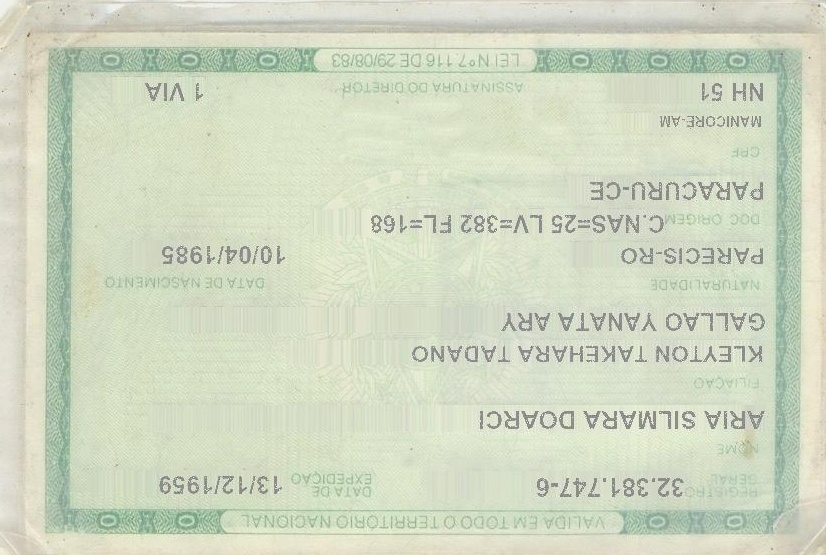 VALIDA EM TODO O TERRITÓRIO NACIONAL
REGISTRO GERAL 32.381.747-6 DATA DE EXPEDIÇÃO 13/12/1959
NOME
ARIA SILMARA DOARCI
FILIAÇÃO
KLEYTON TAKEHARA TADANO
GALLAO YANATA ARY
NATURALIDADE DATA DE NASCIMENTO
PARECIS-RO 10/04/1985
DOC ORIGEM C.NAS=25 LV=382 FL=168
PARACURU-CE
CPF
MANICORE-AM
NH 51 1 VIA
ASSINATURA DO DIRETOR
LEI Nº 7.116 DE 29/08/83